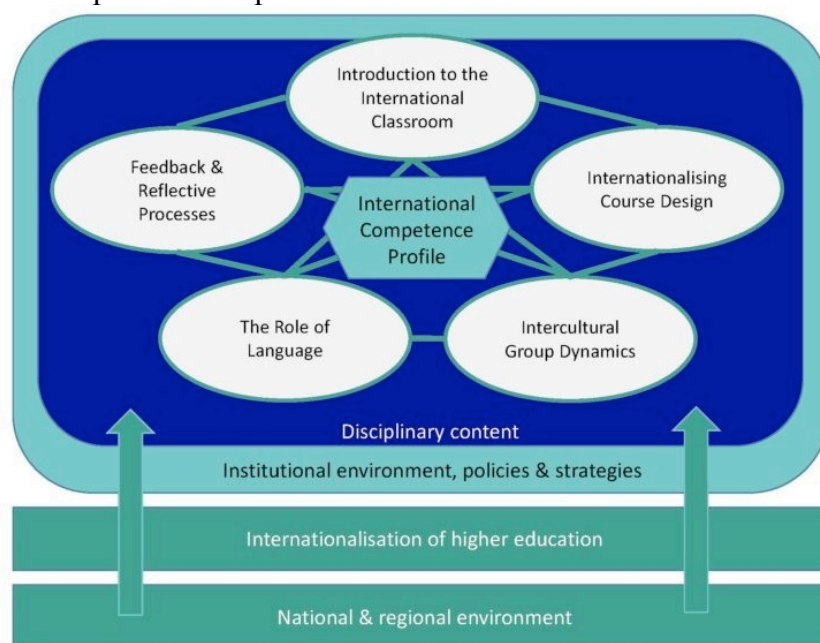 Introduction to the
International
Classroom
Feedback &
Reflective
Processes
Internationalising
Course Design
International
Competence
Profile
The Role of
Language
Intercultural
Group Dynamics
Disciplinary content
Institutional environment, policies & strategies
Internationalisation of higher education
National & regional environment